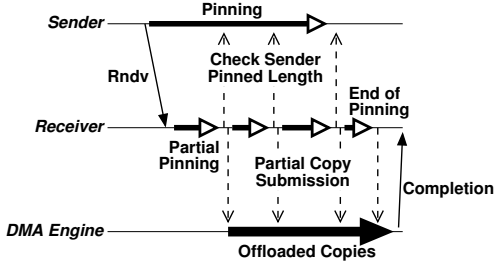 Pinning
Sender
Check Sender
Pinned Length
Rndv
End of
Pinning
Receiver
Partial
Pinning
Partial Copy
Submission
Completion
DMA Engine
Offloaded Copies